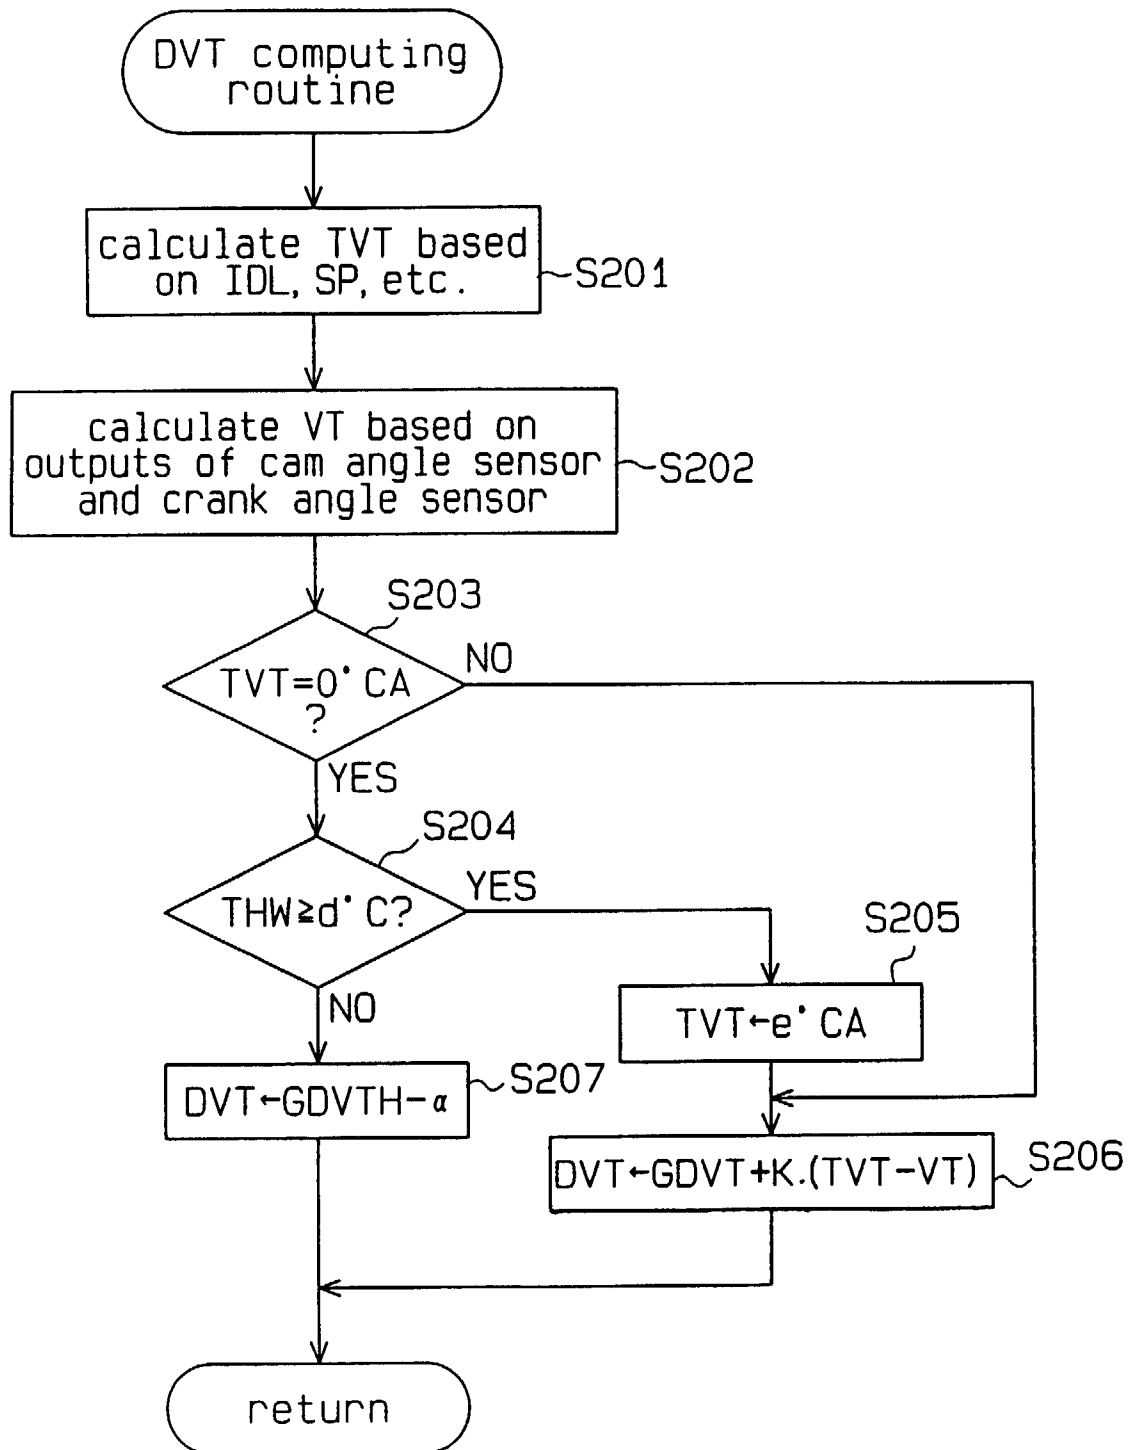 DVT computing
routine
calculate TVT based
on IDL, SP, etc.
S201
calculate VT based on
outputs of cam angle sensor
and crank angle sensor
S202
S203
TVT=0° CA
?
NO
YES
S204
THW≧d° C?
YES
NO
S205
TVT←e° CA
S207
DVT←GDVTH-α
S206
DVT←GDVT+K.(TVT-VT)
return